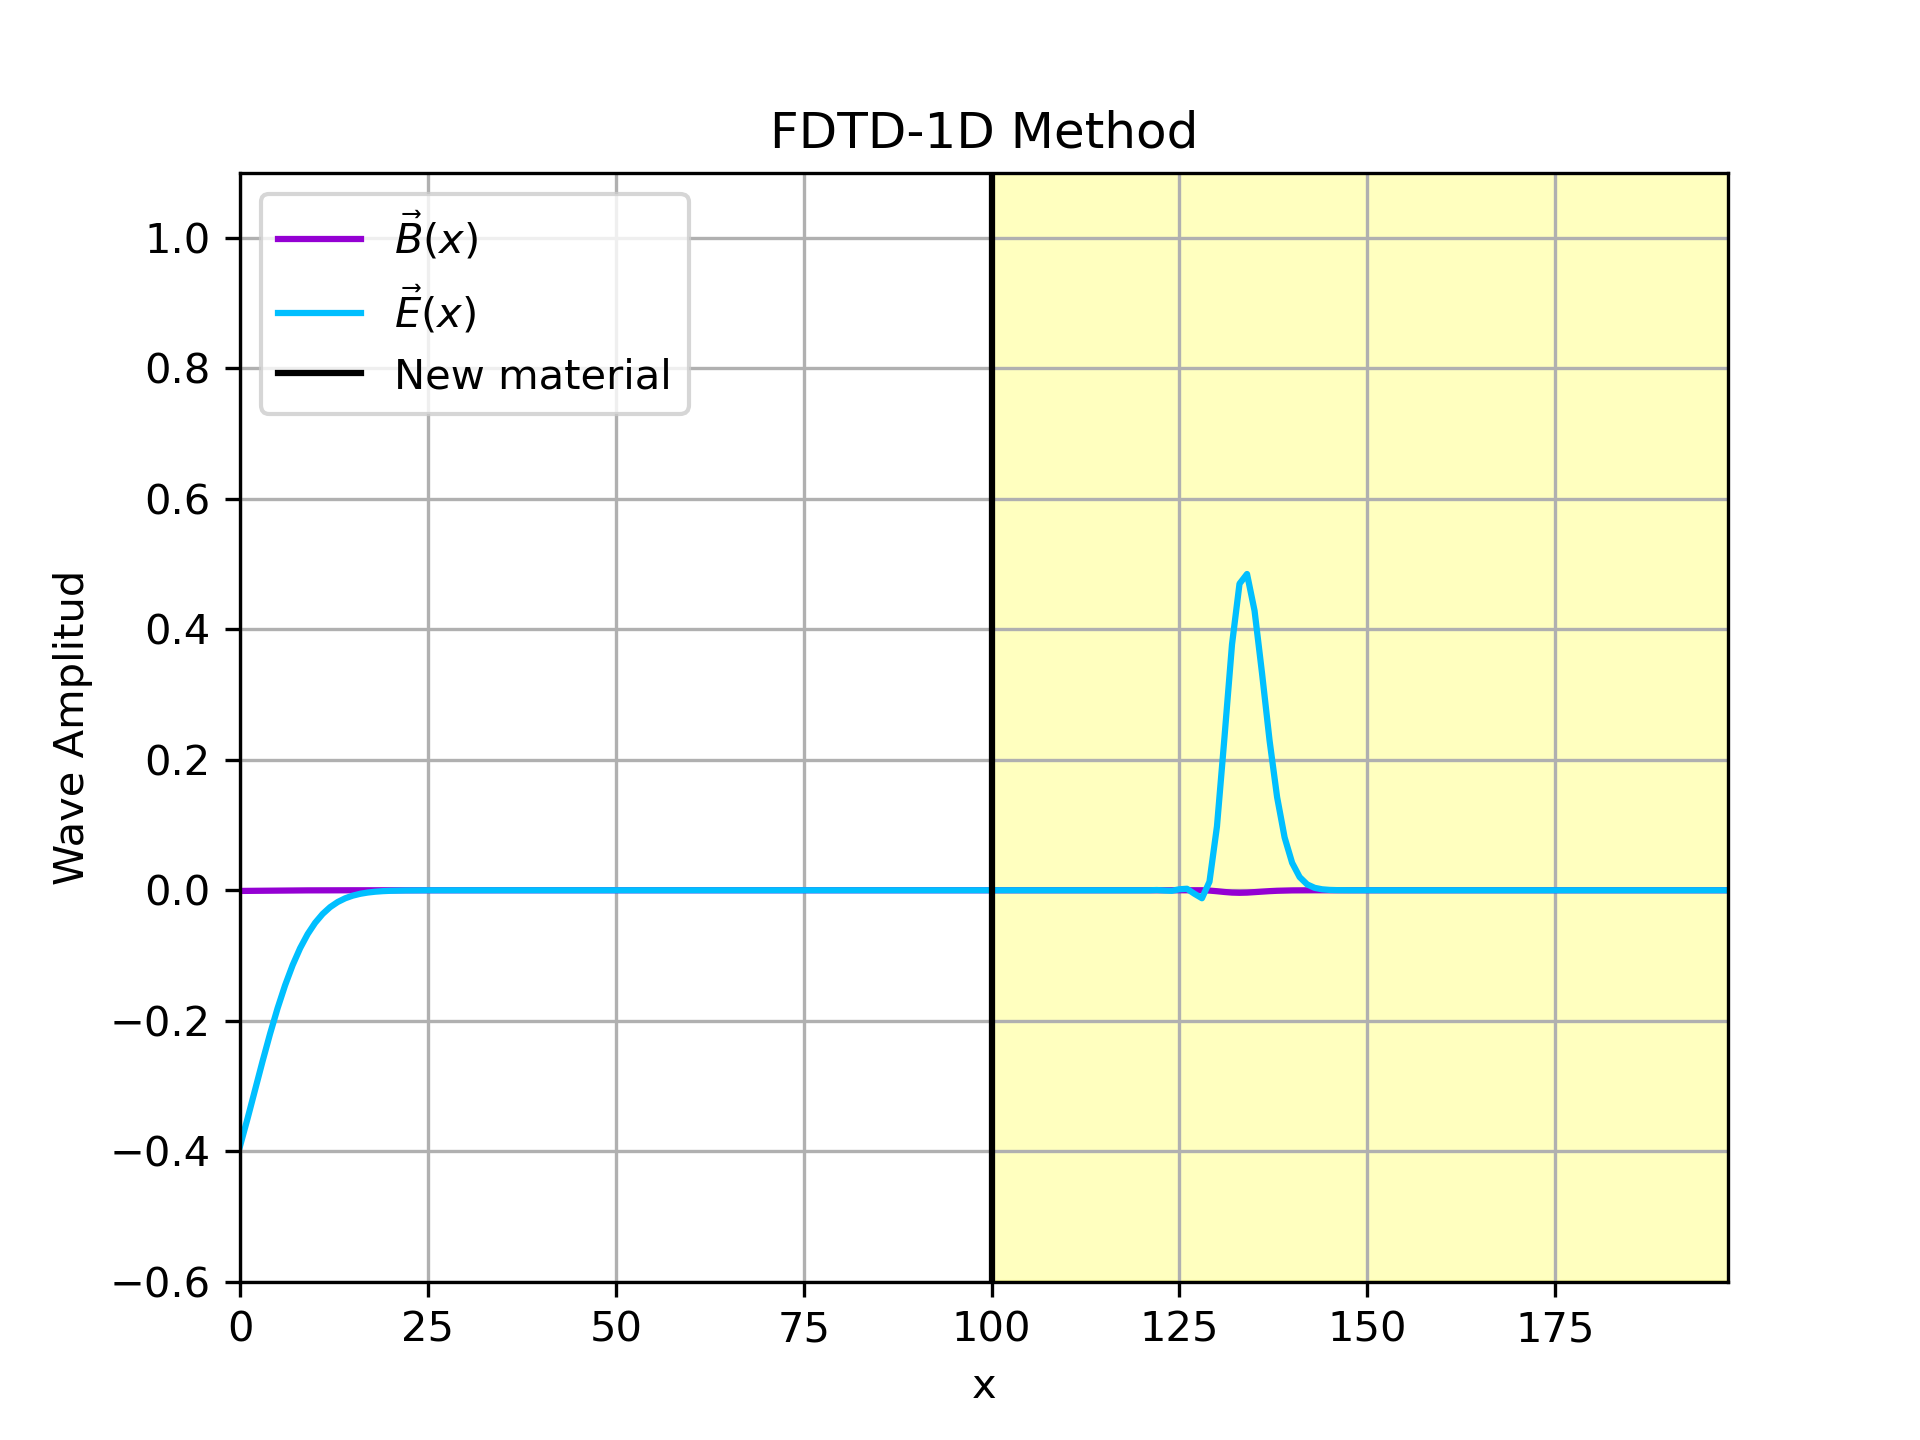 FDTD-1D Method
B⃗(x)
E⃗(x)
New material
Wave Amplitud
1.0
0.8
0.6
0.4
0.2
0.0
−0.2
−0.4
−0.6
0 25 50 75 100 125 150 175
x